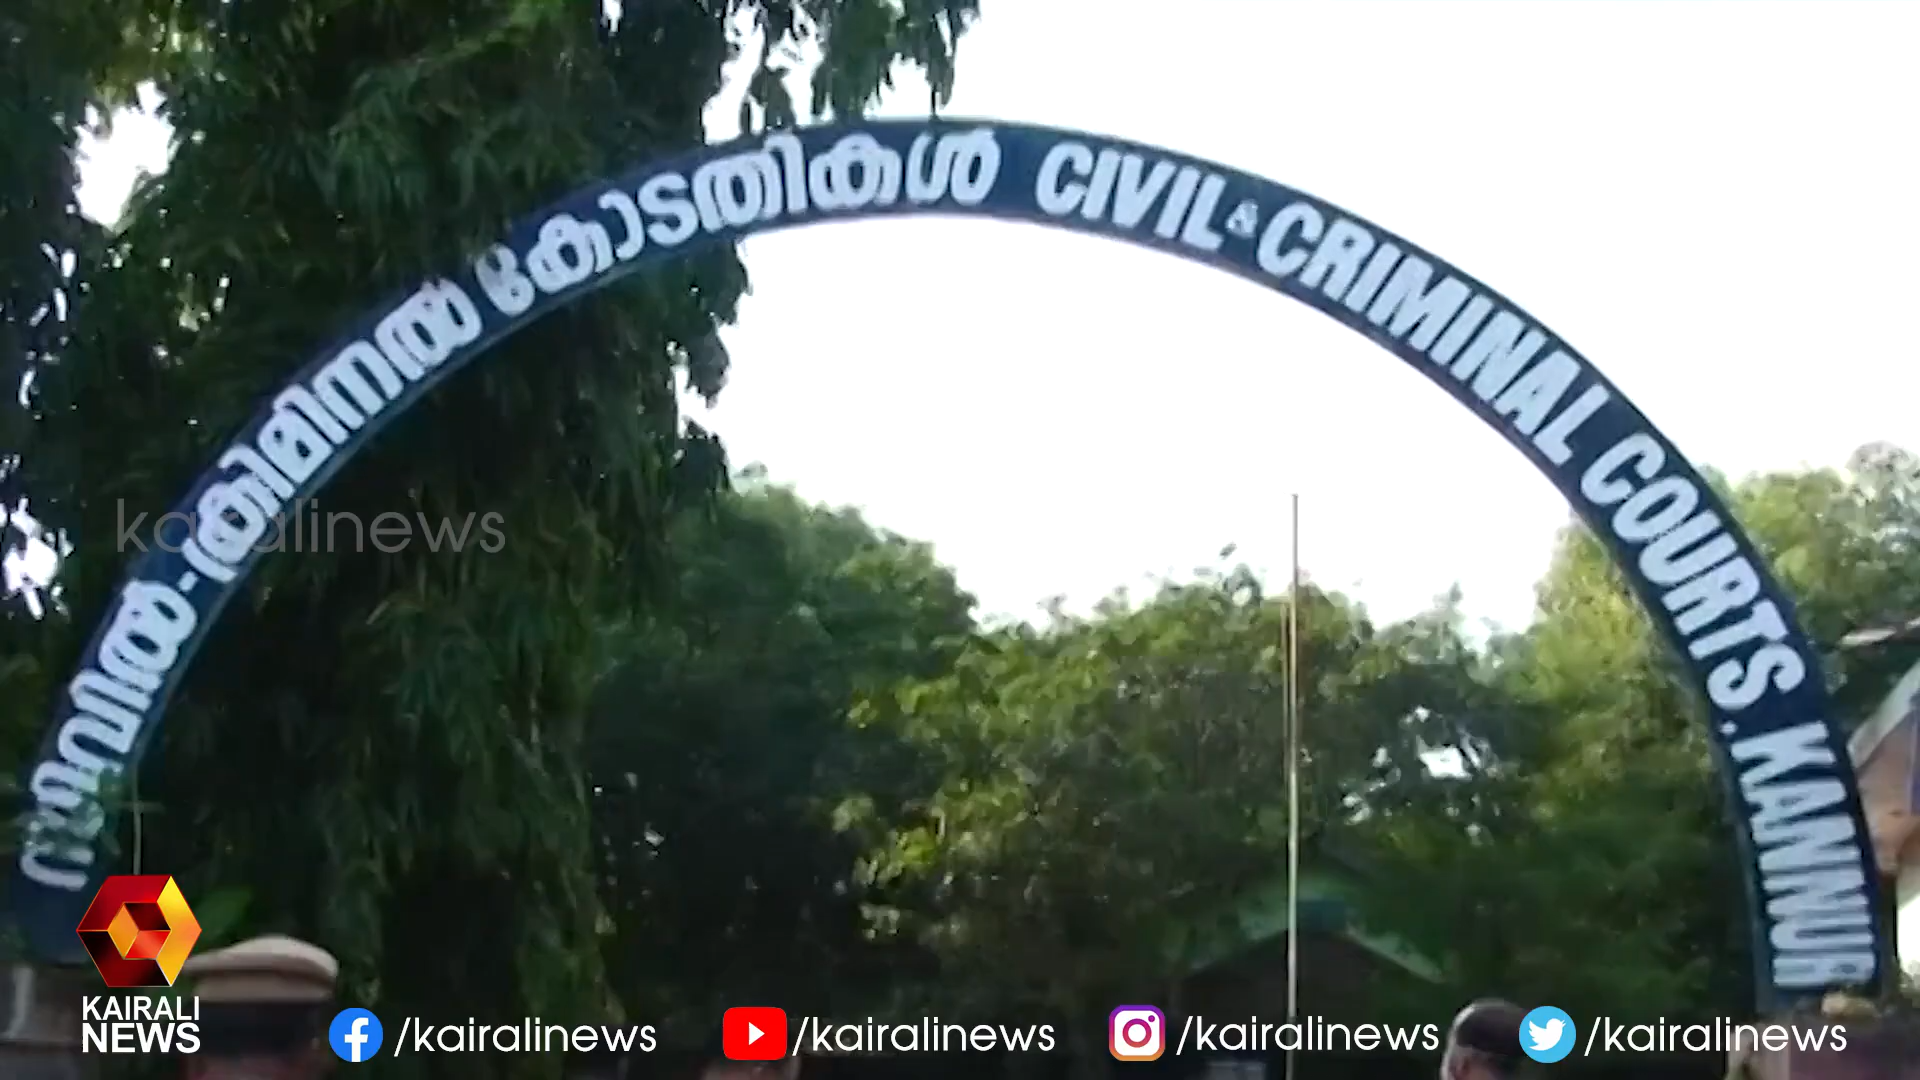 സിവിൽ-ക്രിമിനൽ കോടതികൾ CIVIL & CRIMINAL COURTS. KANNUR
kairalinews
KAIRALI
NEWS
/kairalinews /kairalinews /kairalinews /kairalinews